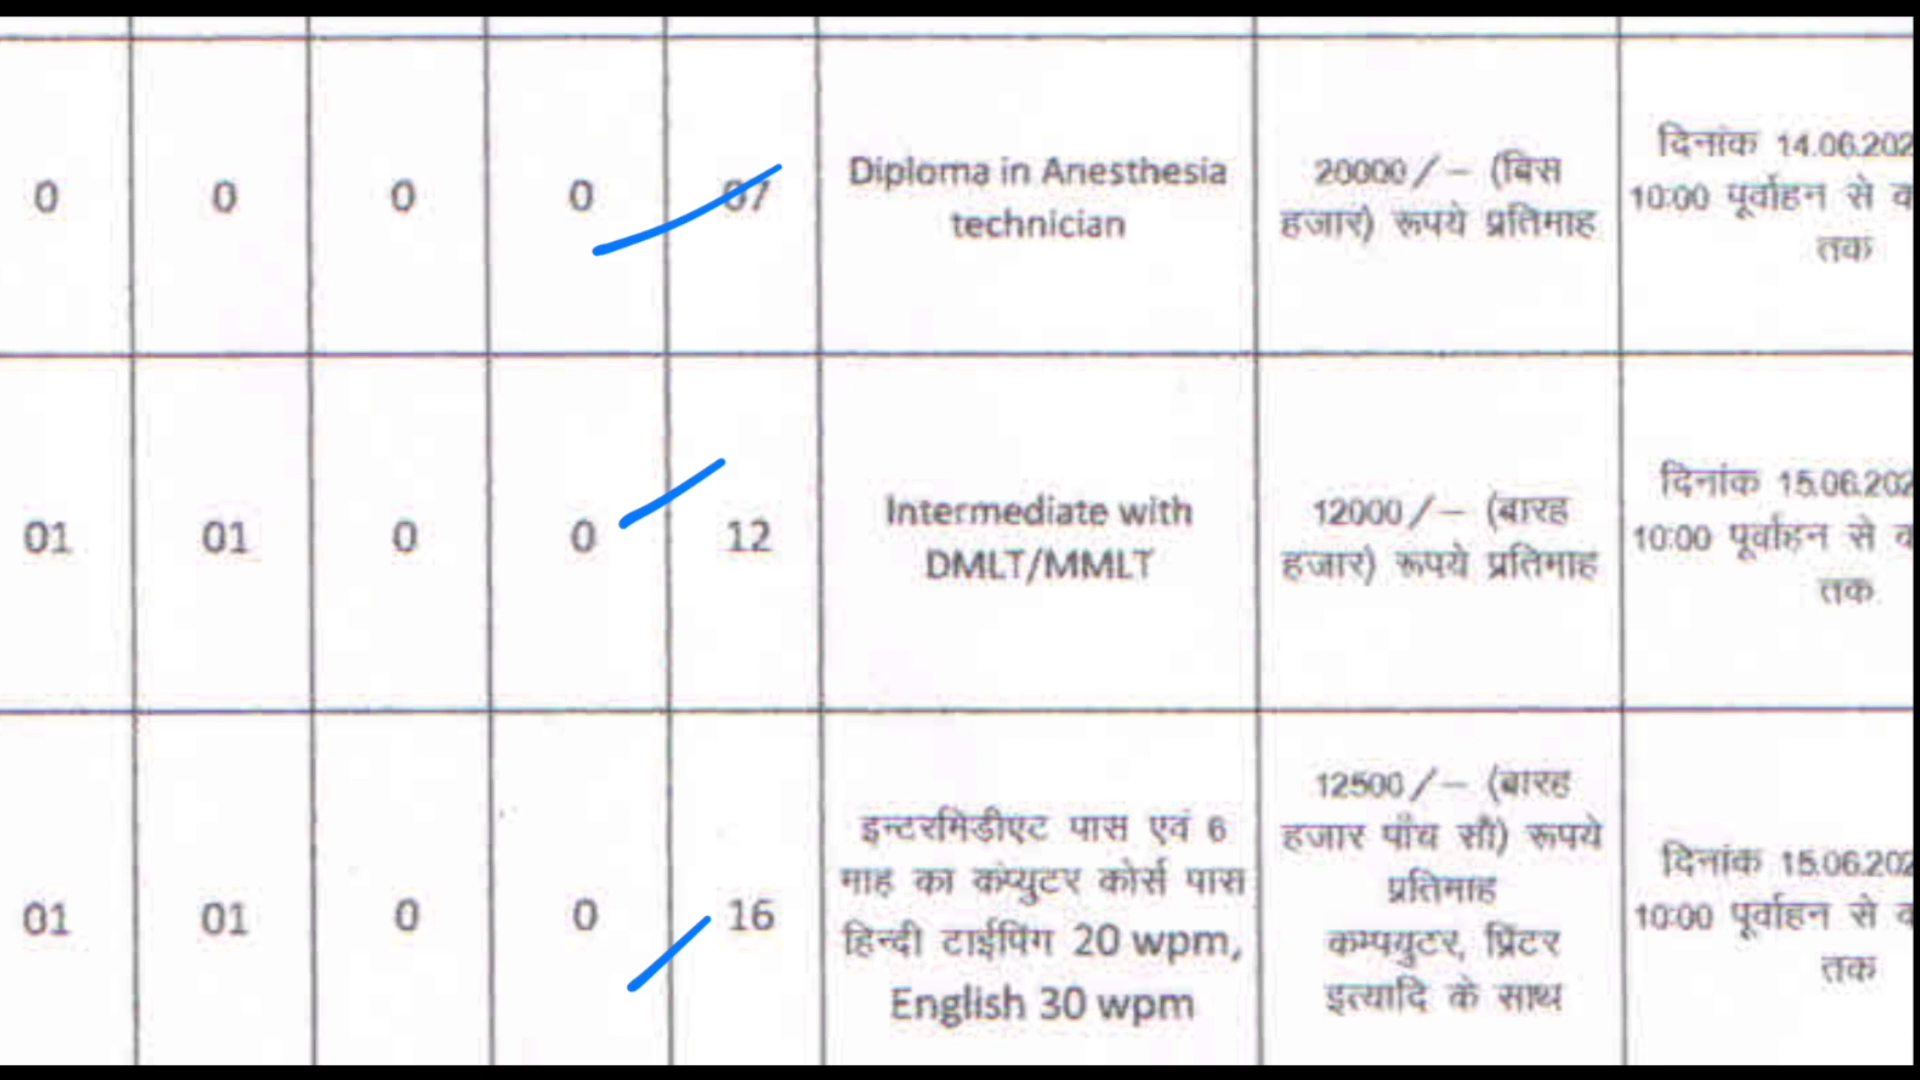 0 0 0 0 07 Diploma in Anesthesia technician 20000/- (बिस हजार) रूपये प्रतिमाह दिनांक 14.06.202 10:00 पूर्वाहन से तक
01 01 0 0 12 Intermediate with DMLT/MMLT 12000/- (बारह हजार) रूपये प्रतिमाह दिनांक 15.06.202 10:00 पूर्वाहन से तक
01 01 0 0 16 इन्टरमिडीएट पास एवं 6 माह का कंप्युटर कोर्स पास हिन्दी टाईपिंग 20 wpm, English 30 wpm 12500/- (बारह हजार पाँच सौ) रूपये प्रतिमाह कम्पयुटर, प्रिंटर इत्यादि के साथ दिनांक 15.06.202 10:00 पूर्वाहन से तक